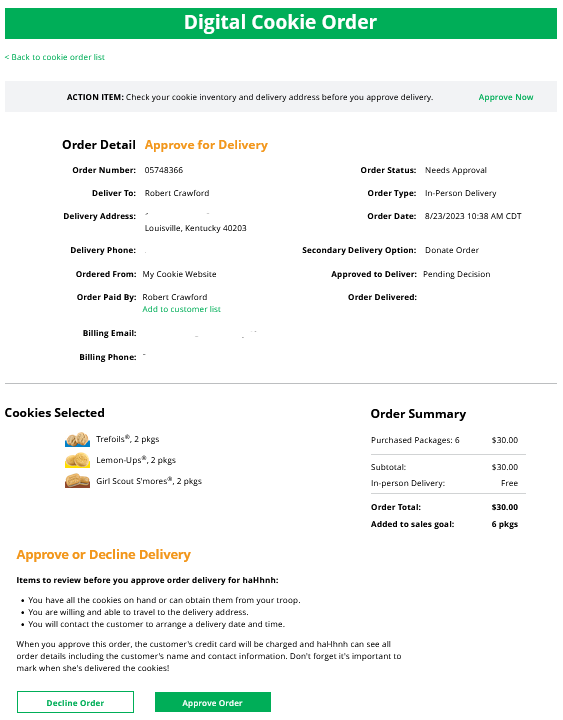 Digital Cookie Order
< Back to cookie order list
ACTION ITEM: Check your cookie inventory and delivery address before you approve delivery. Approve Now
Order Detail Approve for Delivery
Order Number: 05748366
Order Status: Needs Approval
Deliver To: Robert Crawford
Order Type: In-Person Delivery
Delivery Address:
Louisville, Kentucky 40203
Order Date: 8/23/2023 10:38 AM CDT
Delivery Phone:
Secondary Delivery Option: Donate Order
Ordered From: My Cookie Website
Approved to Deliver: Pending Decision
Order Paid By: Robert Crawford
Add to customer list
Order Delivered:
Billing Email:
Billing Phone:
Cookies Selected
Trefoils®, 2 pkgs
Lemon-Ups®, 2 pkgs
Girl Scout S'mores®, 2 pkgs
Order Summary
Purchased Packages: 6 $30.00
Subtotal: $30.00
In-person Delivery: Free
Order Total: $30.00
Added to sales goal: 6 pkgs
Approve or Decline Delivery
Items to review before you approve order delivery for haHhnh:
• You have all the cookies on hand or can obtain them from your troop.
• You are willing and able to travel to the delivery address.
• You will contact the customer to arrange a delivery date and time.
When you approve this order, the customer's credit card will be charged and haHhnh can see all
order details including the customer's name and contact information. Don't forget it's important to
mark when she's delivered the cookies!
Decline Order
Approve Order